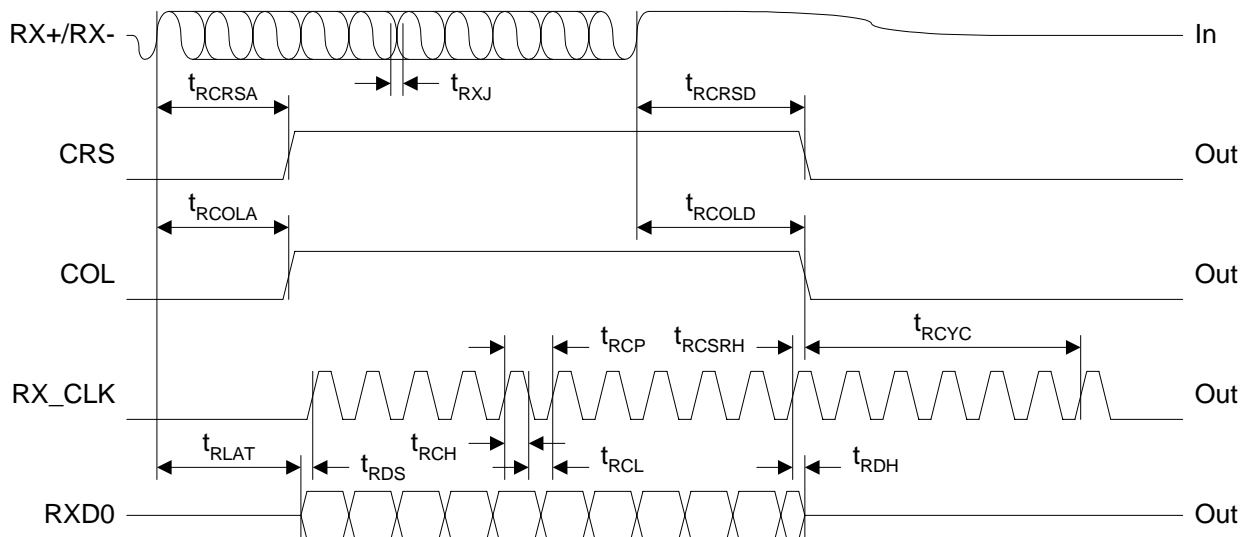 RX+/RX- In
tRCRSA tRXJ tRCRSD
CRS Out
tRCOLA tRCOLD
COL Out
tRCP tRCSRH tRCYC
RX_CLK Out
tRLAT tRDS tRCH tRCL tRDH
RXD0 Out